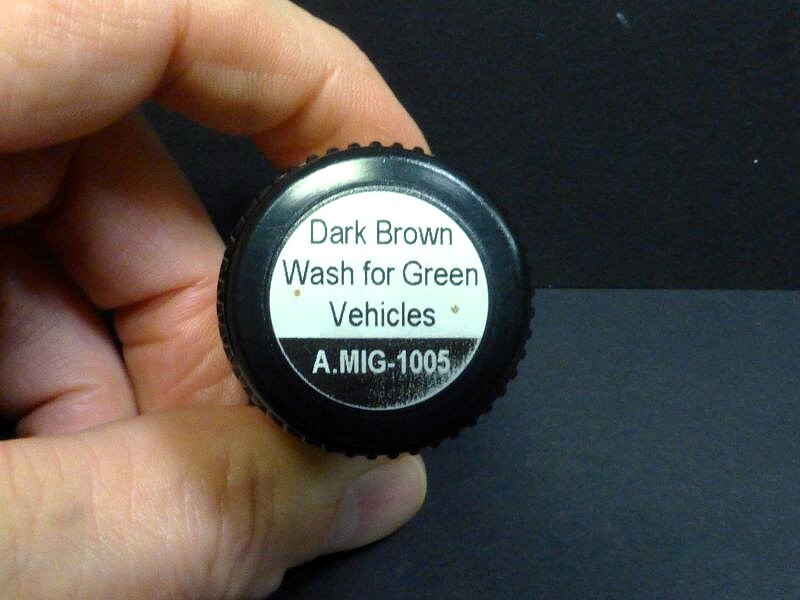 Dark Brown
Wash for Green
Vehicles
A.MIG-1005